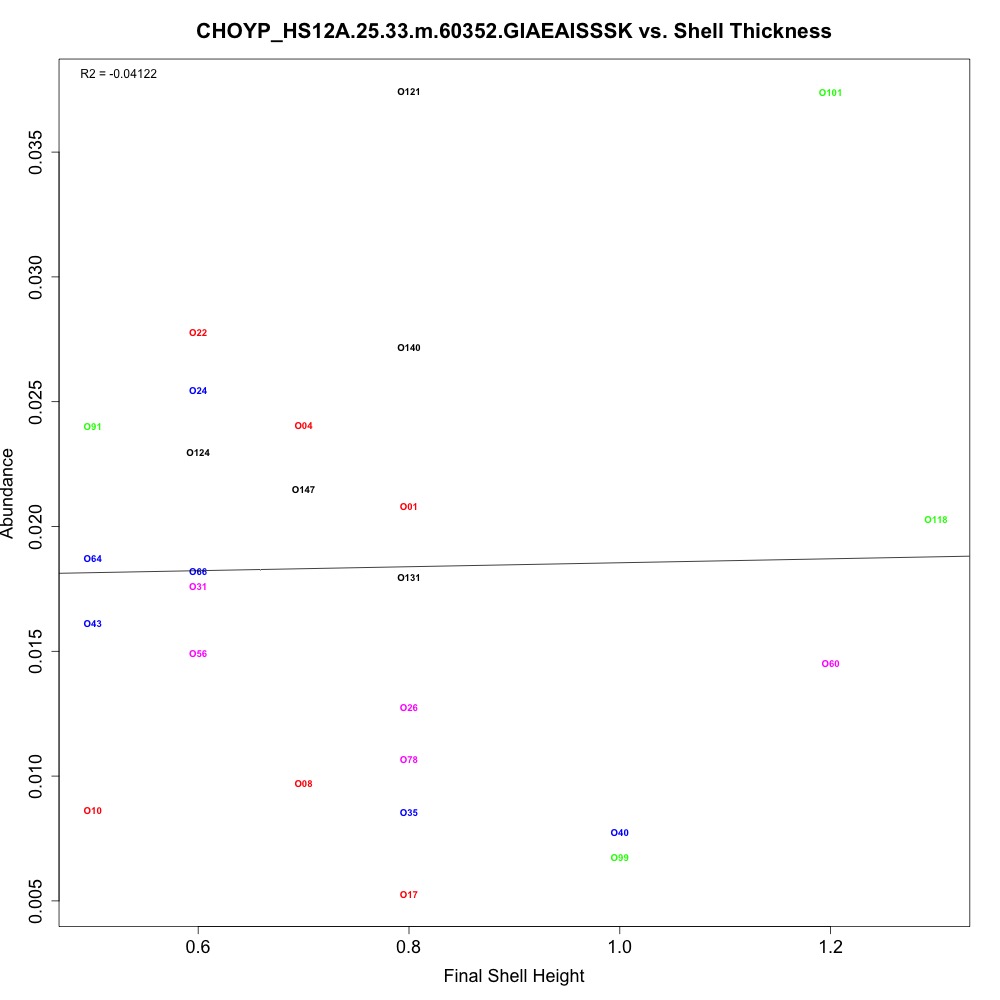 CHOYP_HS12A.25.33.m.60352.GIAEAISSSK vs. Shell Thickness
R2 = -0.04122
O121
O101
0.035
0.030
O22
O140
O24
0.025
O91
O04
O124
O147
O01
O118
0.020
Abundance
O64
O66
O131
O31
O43
0.015
O56
O60
O26
O78
0.010
O08
O10
O35
O40
O99
O17
0.005
0.6 0.8 1.0 1.2
Final Shell Height